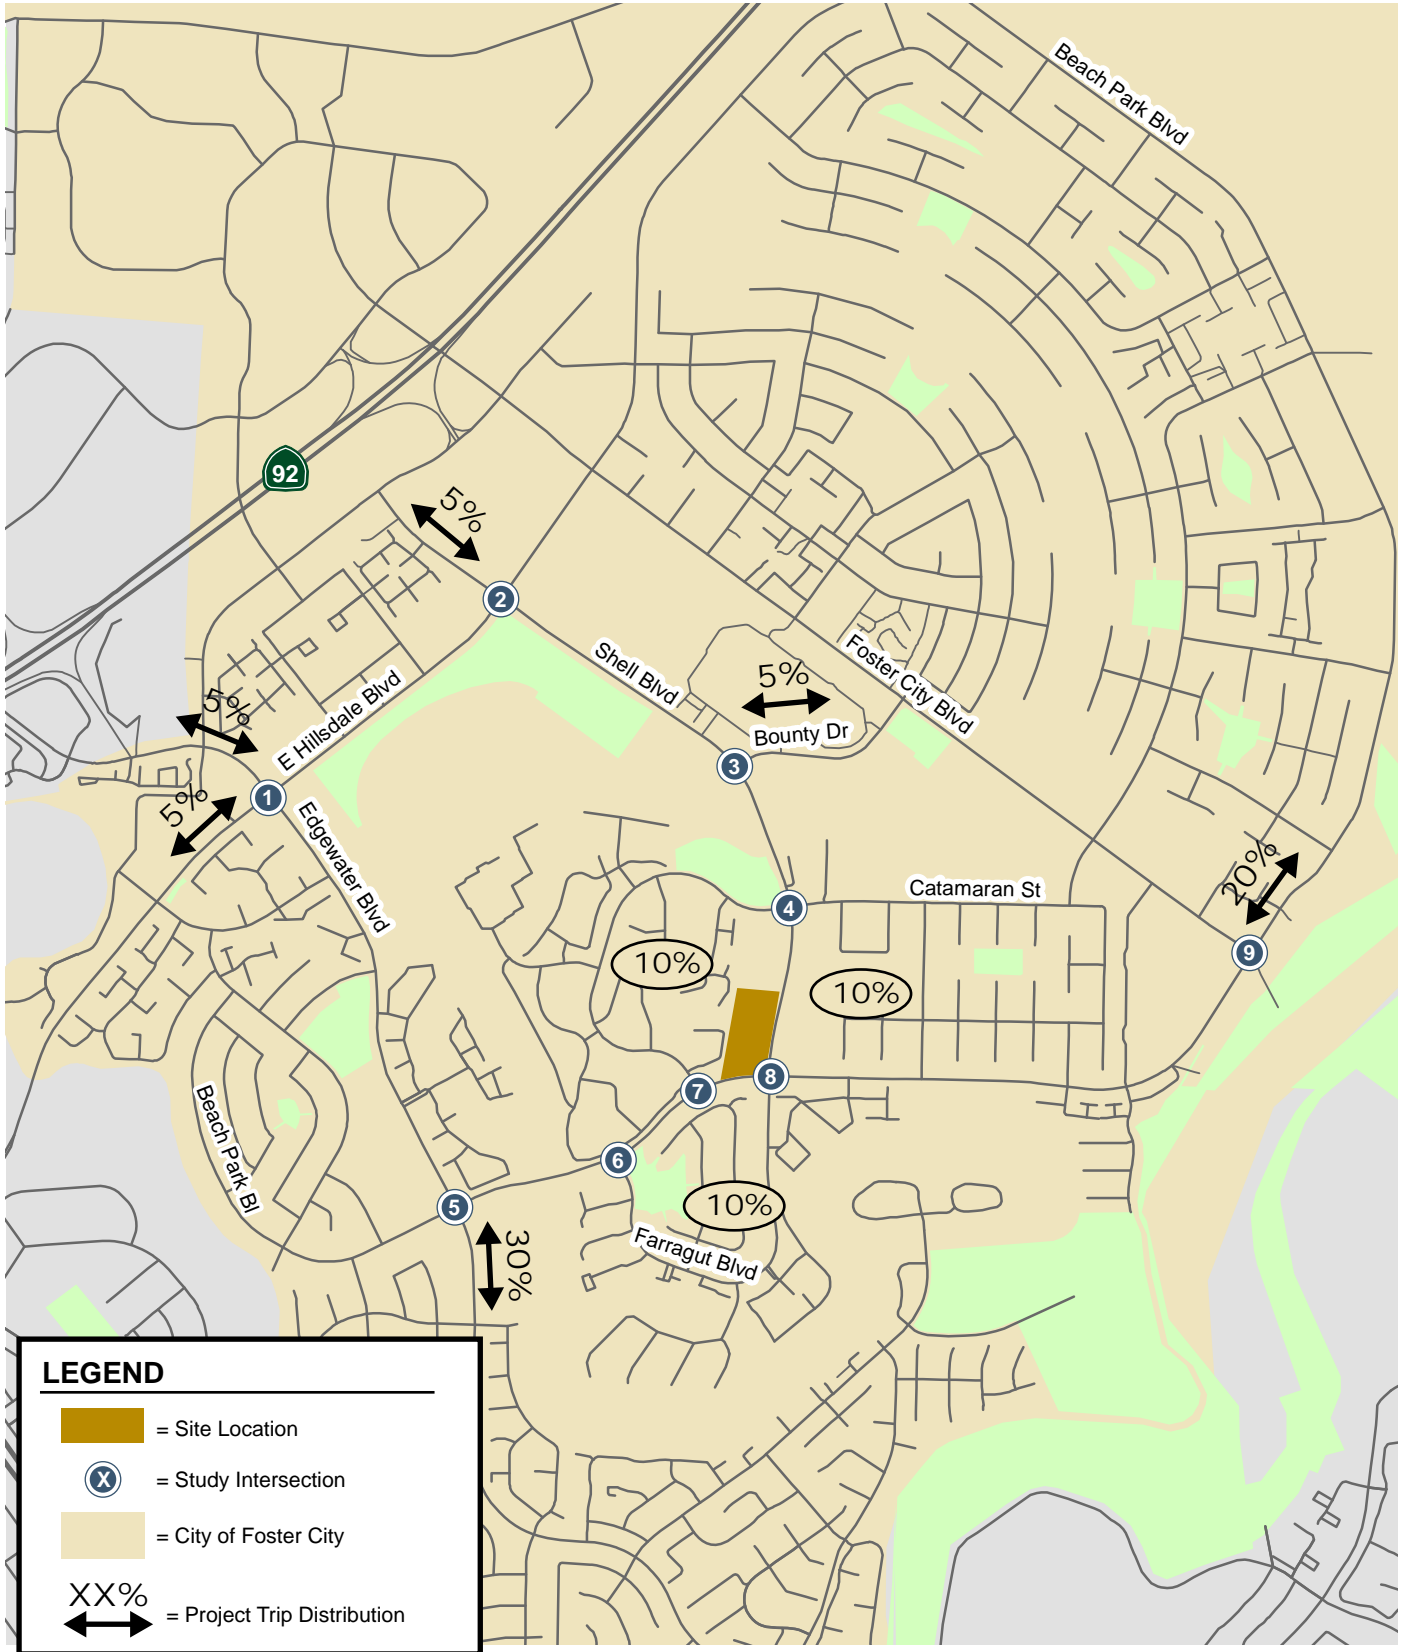 Beach Park Blvd
92
5%
2
Shell Blvd
Foster City Blvd
5%
Bounty Dr
3
5%
E Hillsdale Blvd
1
5%
Edgewater Blvd
20%
Catamaran St
4
9
10%
10%
8
7
Beach Park Bl
6
5
10%
Farragut Blvd
30%
LEGEND
= Site Location
X = Study Intersection
= City of Foster City
XX%
= Project Trip Distribution